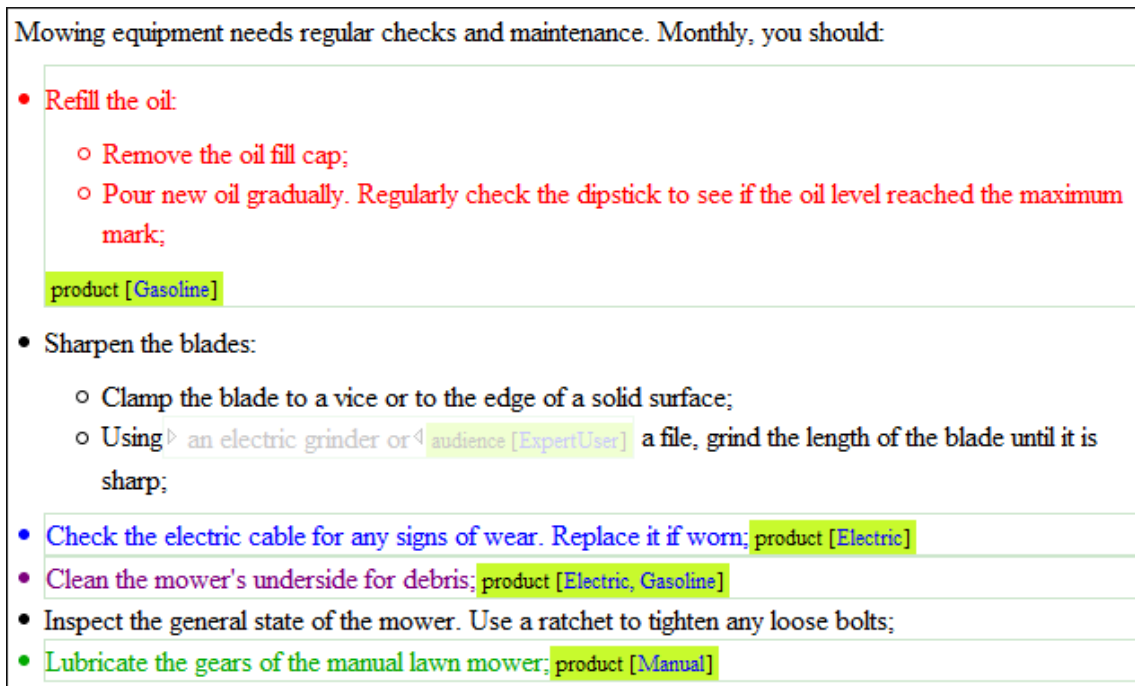 Mowing equipment needs regular checks and maintenance. Monthly, you should:
Refill the oil:
Remove the oil fill cap;
Pour new oil gradually. Regularly check the dipstick to see if the oil level reached the maximum
mark;
product [Gasoline]
Sharpen the blades:
Clamp the blade to a vice or to the edge of a solid surface;
Using an electric grinder or audience [ExpertUser] a file, grind the length of the blade until it is
sharp;
Check the electric cable for any signs of wear. Replace it if worn; product [Electric]
Clean the mower's underside for debris; product [Electric, Gasoline]
Inspect the general state of the mower. Use a ratchet to tighten any loose bolts;
Lubricate the gears of the manual lawn mower; product [Manual]